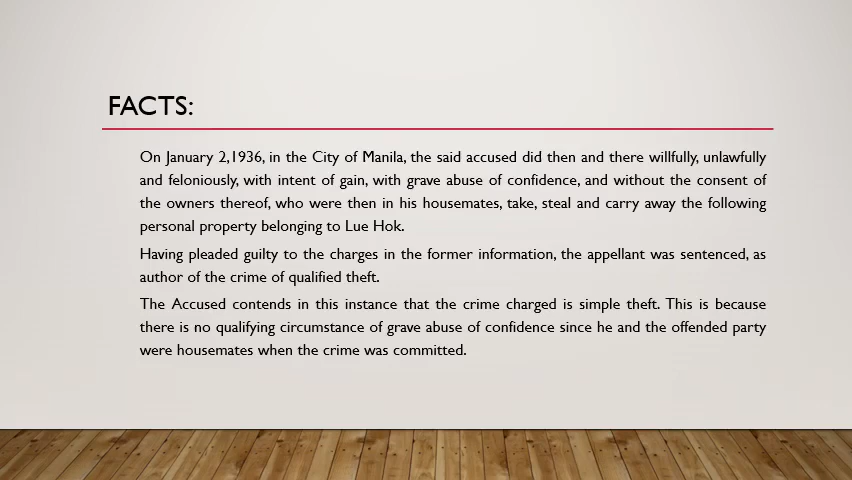 FACTS:
On January 2,1936, in the City of Manila, the said accused did then and there willfully, unlawfully
and feloniously, with intent of gain, with grave abuse of confidence, and without the consent of
the owners thereof, who were then in his housemates, take, steal and carry away the following
personal property belonging to Lue Hok.
Having pleaded guilty to the charges in the former information, the appellant was sentenced, as
author of the crime of qualified theft.
The Accused contends in this instance that the crime charged is simple theft. This is because
there is no qualifying circumstance of grave abuse of confidence since he and the offended party
were housemates when the crime was committed.